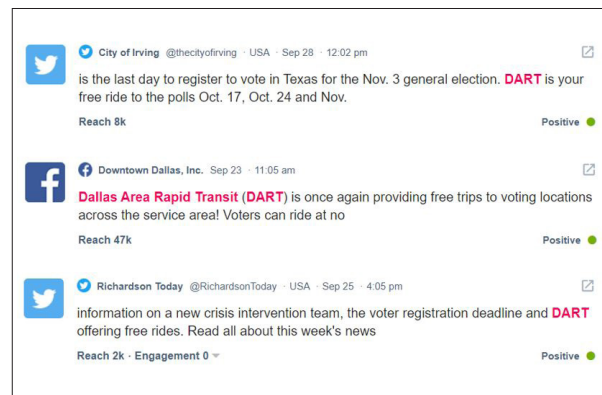 City of Irving @thecityofirving · USA · Sep 28 · 12:02 pm
is the last day to register to vote in Texas for the Nov. 3 general election. DART is your
free ride to the polls Oct. 17, Oct. 24 and Nov.
Reach 8k Positive
Downtown Dallas, Inc. Sep 23 · 11:05 am
Dallas Area Rapid Transit (DART) is once again providing free trips to voting locations
across the service area! Voters can ride at no
Reach 47k Positive
Richardson Today @RichardsonToday · USA · Sep 25 · 4:05 pm
information on a new crisis intervention team, the voter registration deadline and DART
offering free rides. Read all about this week's news
Reach 2k · Engagement 0 Positive